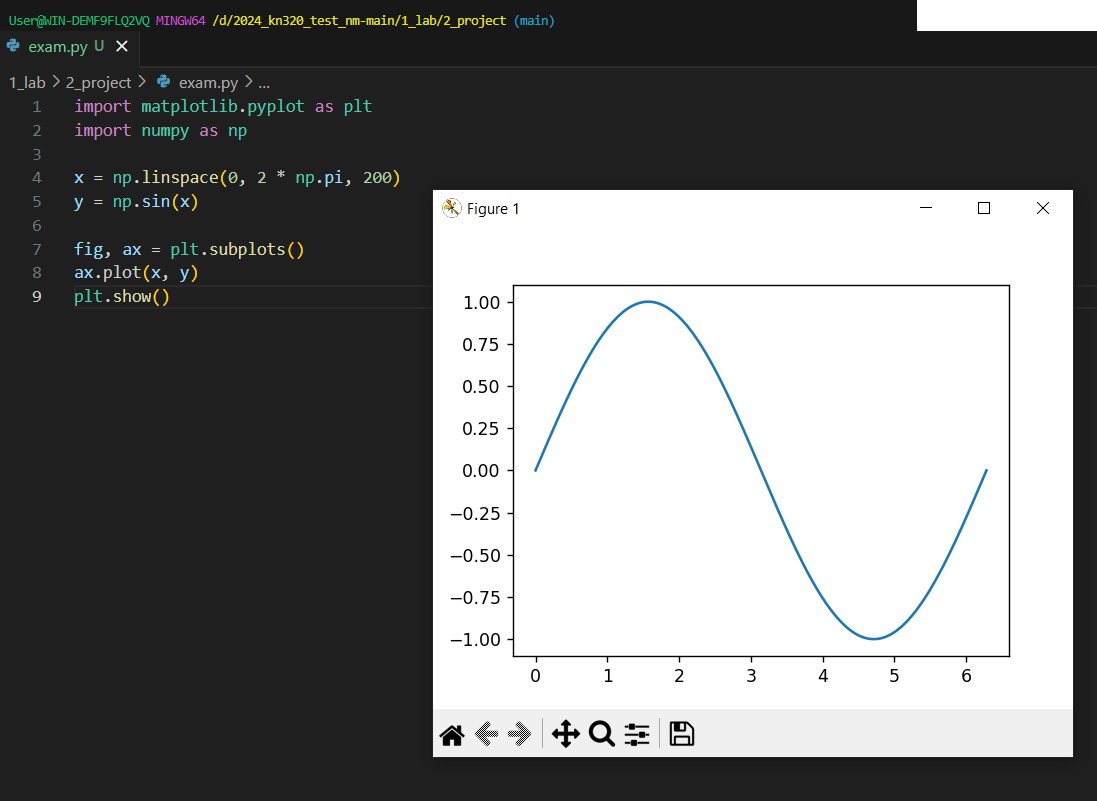 User@WIN-DEMF9FLQ2VQ MINGW64 /d/2024_kn320_test_nm-main/1_lab/2_project (main)
exam.py U
1_lab > 2_project > exam.py > ...
1 import matplotlib.pyplot as plt
2 import numpy as np
3
4 x = np.linspace(0, 2 * np.pi, 200)
5 y = np.sin(x)
6
7 fig, ax = plt.subplots()
8 ax.plot(x, y)
9 plt.show()
Figure 1
1.00
0.75
0.50
0.25
0.00
−0.25
−0.50
−0.75
−1.00
0 1 2 3 4 5 6